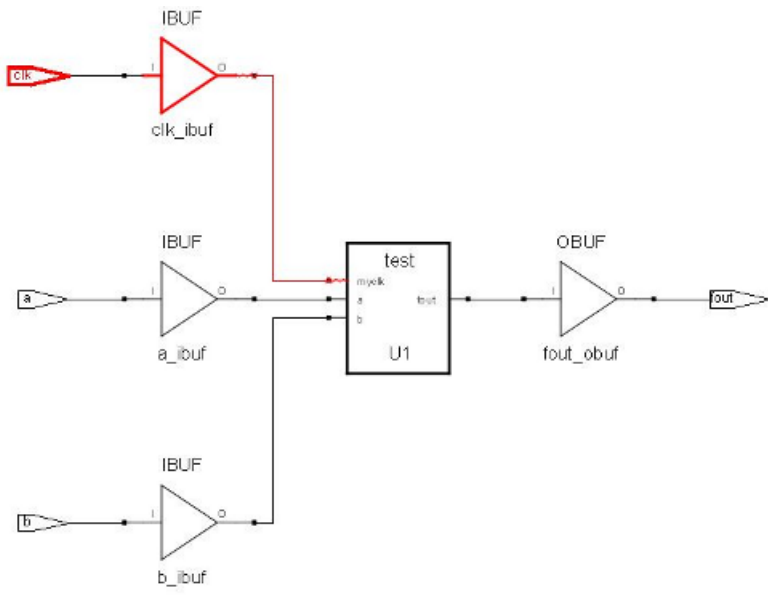 IBUF
clk
I
O
clk_ibuf
IBUF
a
I
O
a_ibuf
test
myclk
a
b
fout
U1
OBUF
I
O
fout
fout_obuf
IBUF
b
I
O
b_ibuf